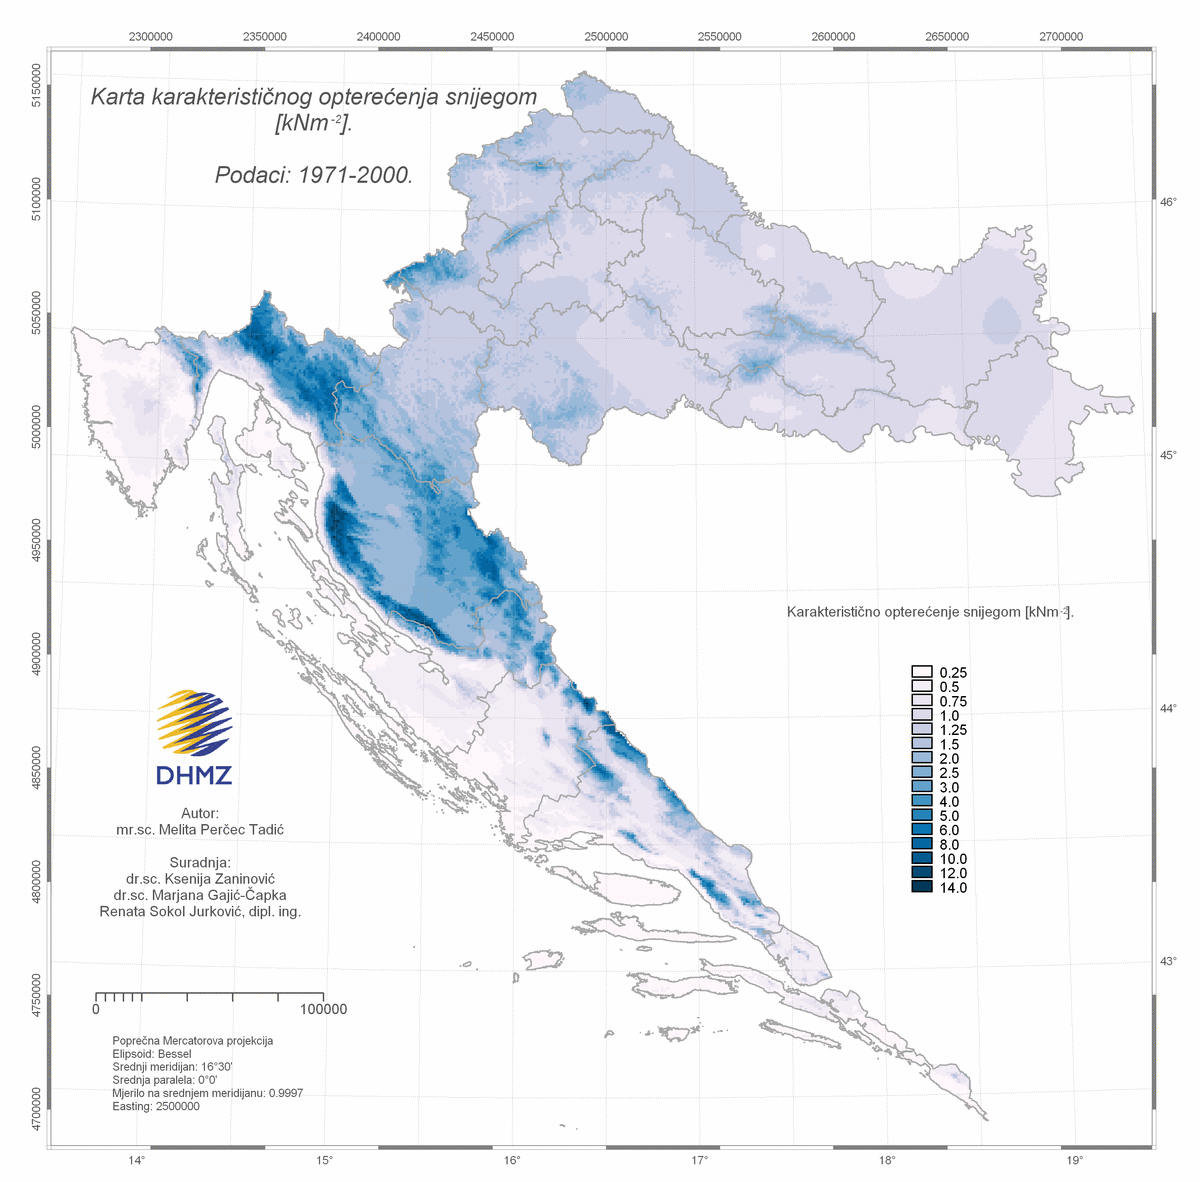 2300000 2350000 2400000 2450000 2500000 2550000 2600000 2650000 2700000
Karta karakterističnog opterećenja snijegom
[kNm-2].
Podaci: 1971-2000.
5150000
5100000
5050000
5000000
4950000
4900000
4850000
4800000
4750000
4700000
46°
45°
44°
43°
Karakteristično opterećenje snijegom [kNm-2].
0.25
0.5
0.75
1.0
1.25
1.5
2.0
2.5
3.0
4.0
5.0
6.0
8.0
10.0
12.0
14.0
DHMZ
Autor:
mr.sc. Melita Perčec Tadić
Suradnja:
dr.sc. Ksenija Zaninović
dr.sc. Marjana Gajić-Čapka
Renata Sokol Jurković, dipl. ing.
0 100000
Poprečna Mercatorova projekcija
Elipsoid: Bessel
Srednji meridijan: 16°30'
Srednja paralela: 0°0'
Mjerilo na srednjem meridijanu: 0.9997
Easting: 2500000
14° 15° 16° 17° 18° 19°